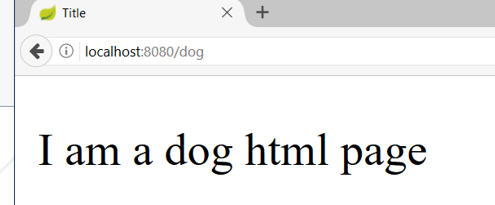 Title
localhost:8080/dog
I am a dog html page